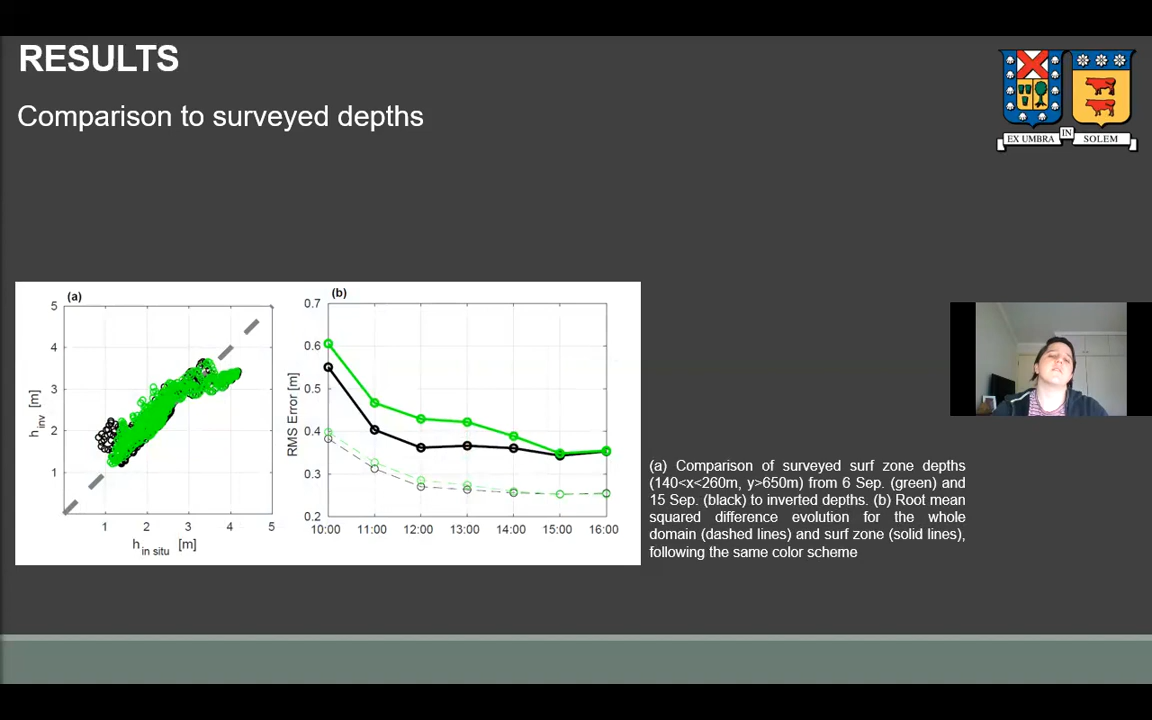 RESULTS
Comparison to surveyed depths
EX UMBRA IN SOLEM
(a)
5
4
3
2
1
h inv [m]
1 2 3 4 5
h in situ [m]
(b)
0.7
0.6
0.5
0.4
0.3
0.2
RMS Error [m]
10:00 11:00 12:00 13:00 14:00 15:00 16:00
(a) Comparison of surveyed surf zone depths
(140<x<260m, y>650m) from 6 Sep. (green) and
15 Sep. (black) to inverted depths. (b) Root mean
squared difference evolution for the whole
domain (dashed lines) and surf zone (solid lines),
following the same color scheme